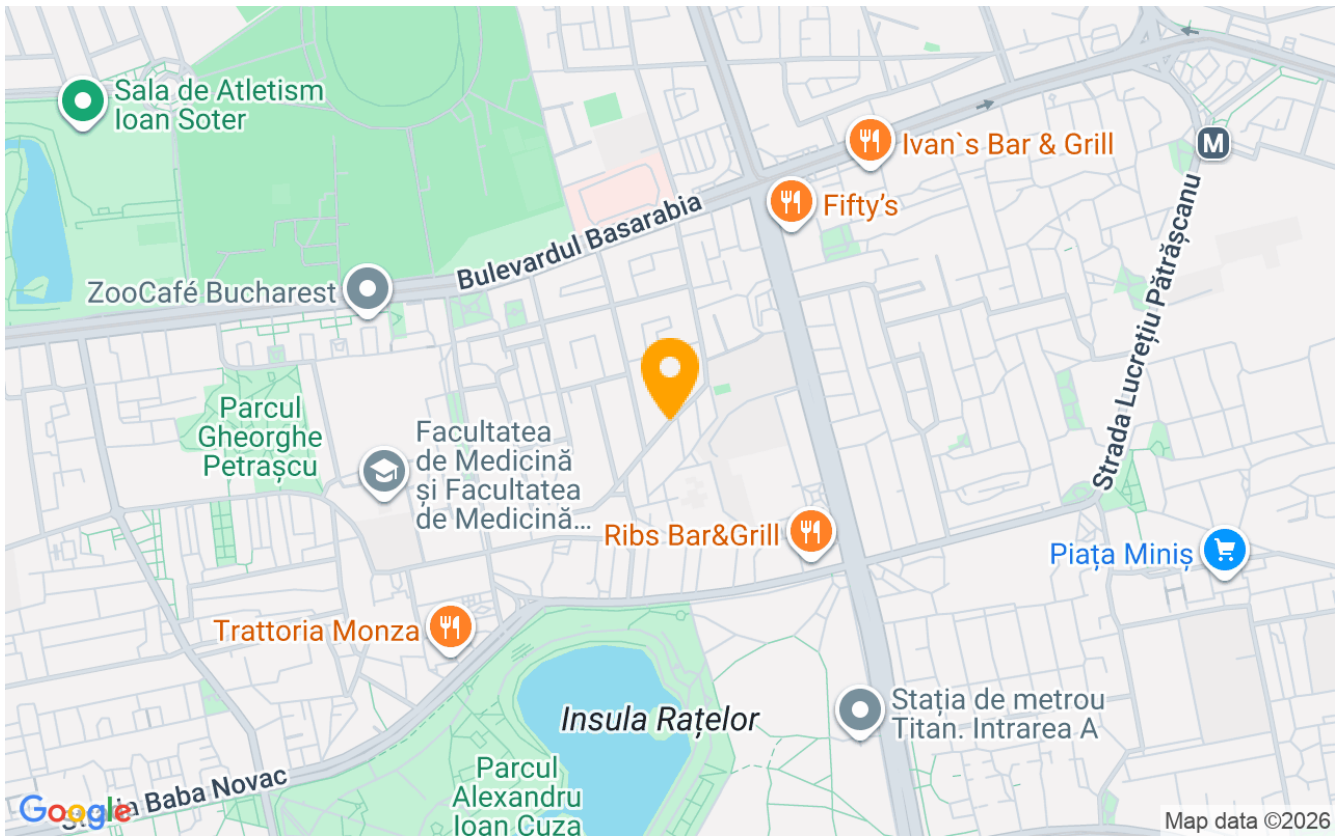 Sala de Atletism
Ioan Soter
Ivan`s Bar & Grill
M
Fifty’s
Bulevardul Basarabia
ZooCafé Bucharest
Strada Lucrețiu Pătrășcanu
Parcul
Gheorghe
Petrașcu
Facultatea
de Medicină
și Facultatea
de Medicină...
Ribs Bar&Grill
Piața Miniș
Trattoria Monza
Insula Rațelor
Stația de metrou
Titan. Intrarea A
Parcul
Alexandru
Ioan Cuza
Baba Novac
Google
Map data ©2026